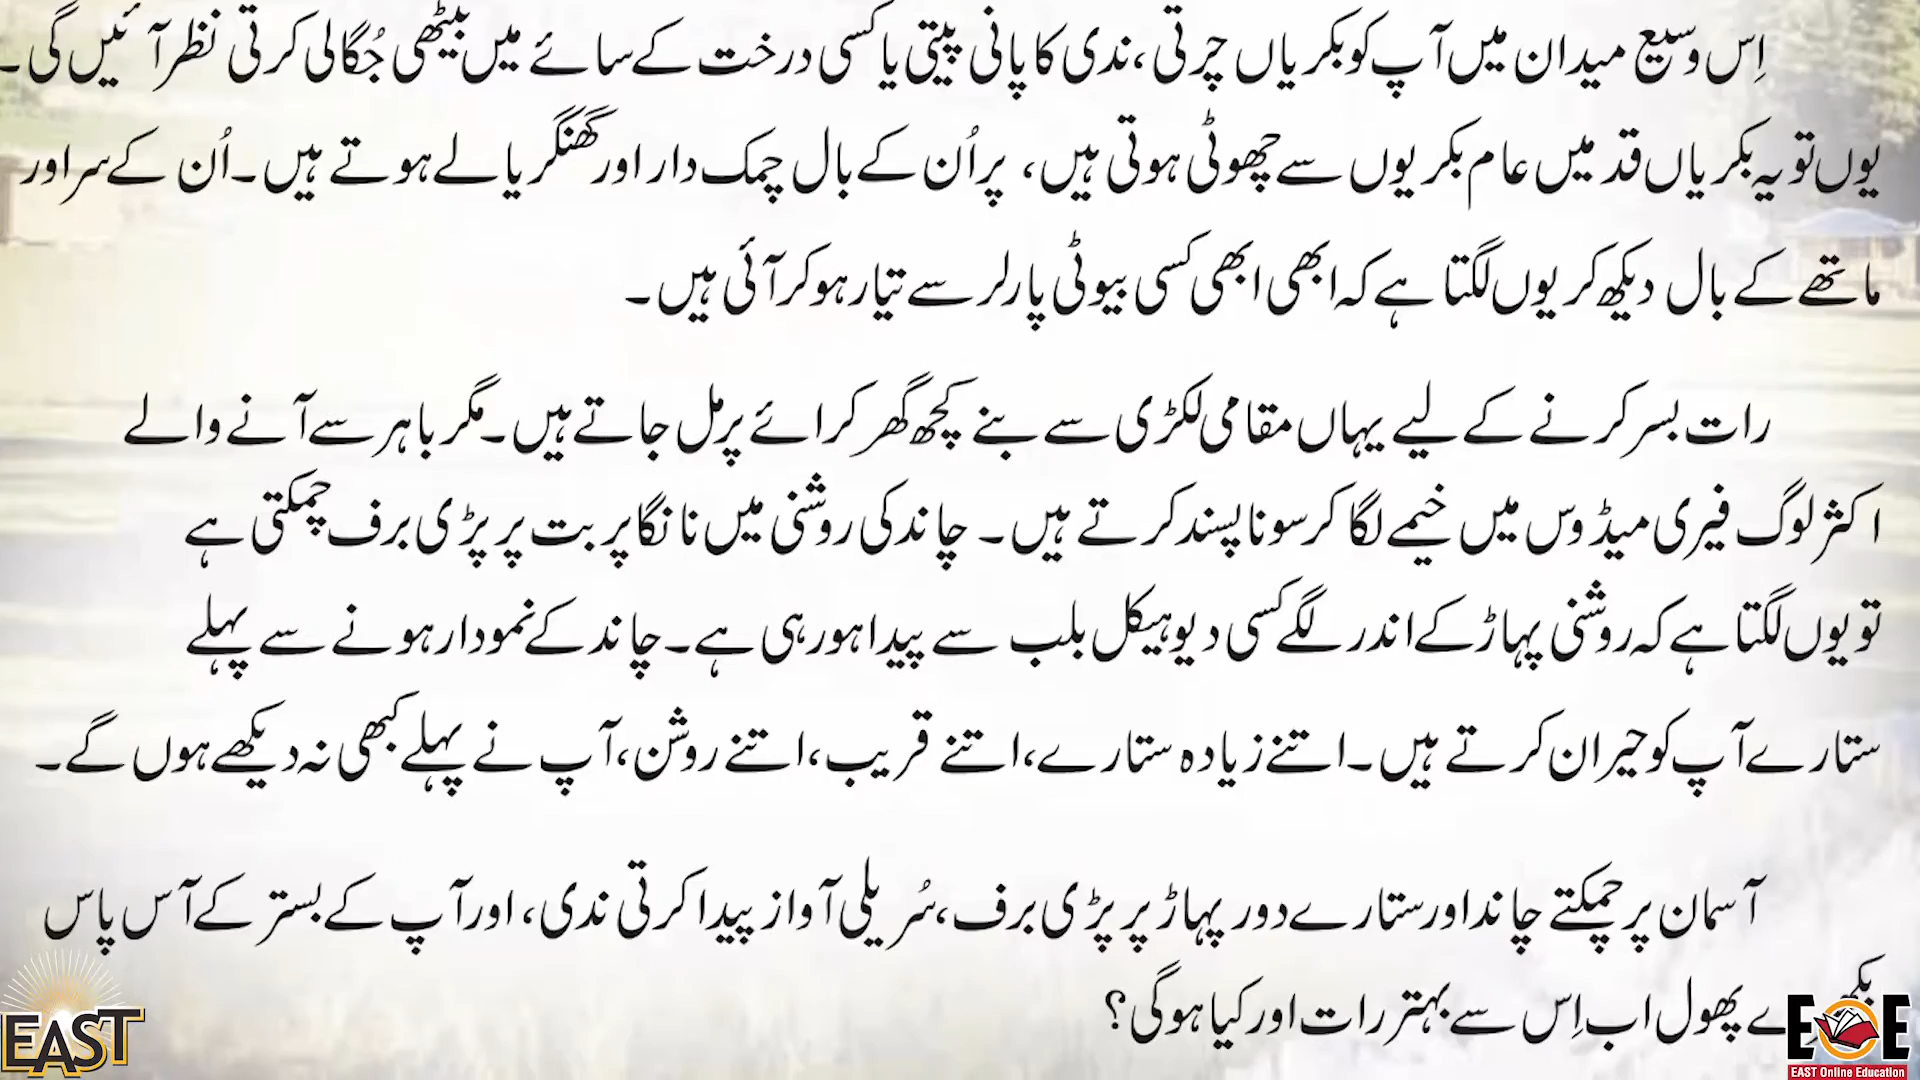 اِس وسیع میدان میں آپ کو بکریاں چرتی، ندی کا پانی پیتی یا کسی درخت کے سائے میں بیٹھی جُگالی کرتی نظر آئیں گی۔
یوں تو یہ بکریاں قد میں عام بکریوں سے چھوٹی ہوتی ہیں، پر اُن کے بال چمک دار اور گھنگریالے ہوتے ہیں۔ اُن کے سر اور
ماتھے کے بال دیکھ کر یوں لگتا ہے کہ ابھی ابھی کسی بیوٹی پارلر سے تیار ہو کر آئی ہیں۔
رات بسر کرنے کے لیے یہاں مقامی لکڑی سے بنے کچھ گھر کرائے پر مل جاتے ہیں۔ مگر باہر سے آنے والے
اکثر لوگ فیری میڈوس میں خیمے لگا کر سونا پسند کرتے ہیں۔ چاند کی روشنی میں نانگا پربت پر پڑی برف چمکتی ہے
تو یوں لگتا ہے کہ روشنی پہاڑ کے اندر لگے کسی دیوہیکل بلب سے پیدا ہو رہی ہے۔ چاند کے نمودار ہونے سے پہلے
ستارے آپ کو حیران کرتے ہیں۔ اتنے زیادہ ستارے، اتنے قریب، اتنے روشن، آپ نے پہلے کبھی نہ دیکھے ہوں گے۔
آسمان پر چمکتے چاند اور ستارے دور پہاڑ پر پڑی برف، سُریلی آواز پیدا کرتی ندی، اور آپ کے بستر کے آس پاس
پھول اب اِس سے بہتر رات اور کیا ہوگی؟
EAST
EOE
EAST Online Education